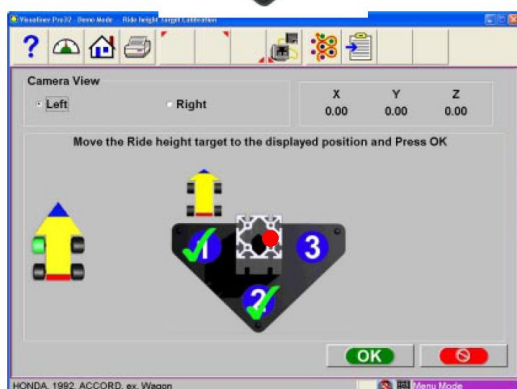 Visualiner Pro32 - Demo Mode - Ride height Target Calibration
?
Camera View
Left
Right
X Y Z
0.00 0.00 0.00
Move the Ride height target to the displayed position and Press OK
1
3
2
OK
HONDA, 1992, ACCORD, ex, Wagon
Menu Mode